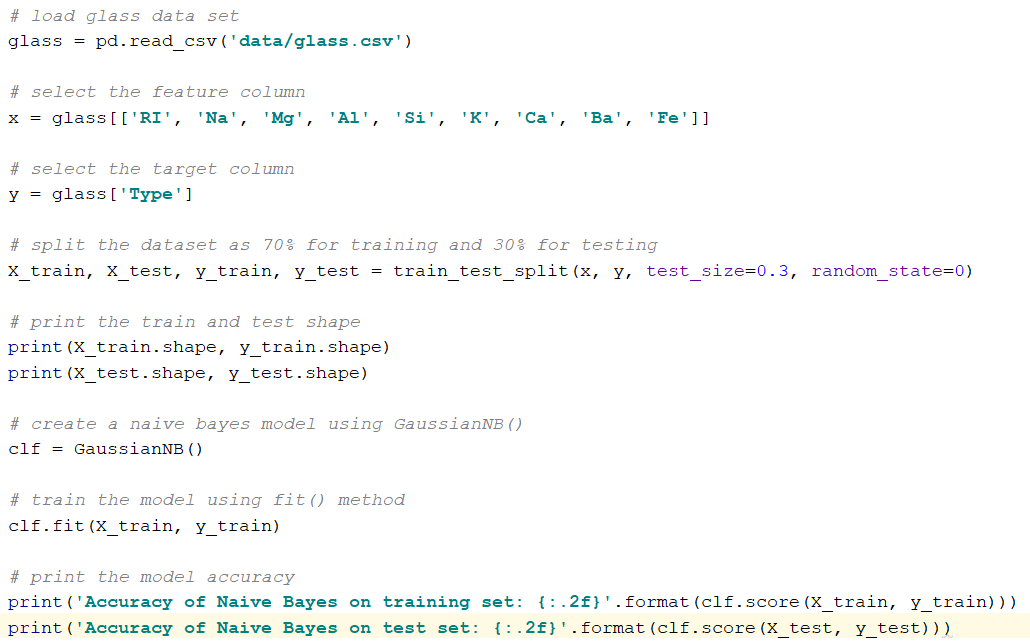 # load glass data set
glass = pd.read_csv('data/glass.csv')
# select the feature column
x = glass[['RI', 'Na', 'Mg', 'Al', 'Si', 'K', 'Ca', 'Ba', 'Fe']]
# select the target column
y = glass['Type']
# split the dataset as 70% for training and 30% for testing
X_train, X_test, y_train, y_test = train_test_split(x, y, test_size=0.3, random_state=0)
# print the train and test shape
print(X_train.shape, y_train.shape)
print(X_test.shape, y_test.shape)
# create a naive bayes model using GaussianNB()
clf = GaussianNB()
# train the model using fit() method
clf.fit(X_train, y_train)
# print the model accuracy
print('Accuracy of Naive Bayes on training set: {:.2f}'.format(clf.score(X_train, y_train)))
print('Accuracy of Naive Bayes on test set: {:.2f}'.format(clf.score(X_test, y_test)))